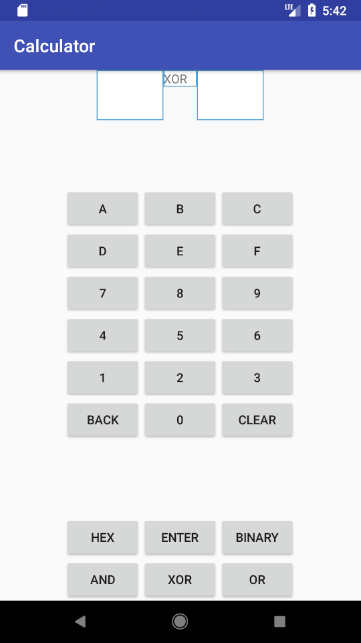 LTE 5:42
Calculator
XOR
A B C
D E F
7 8 9
4 5 6
1 2 3
BACK 0 CLEAR
HEX ENTER BINARY
AND XOR OR